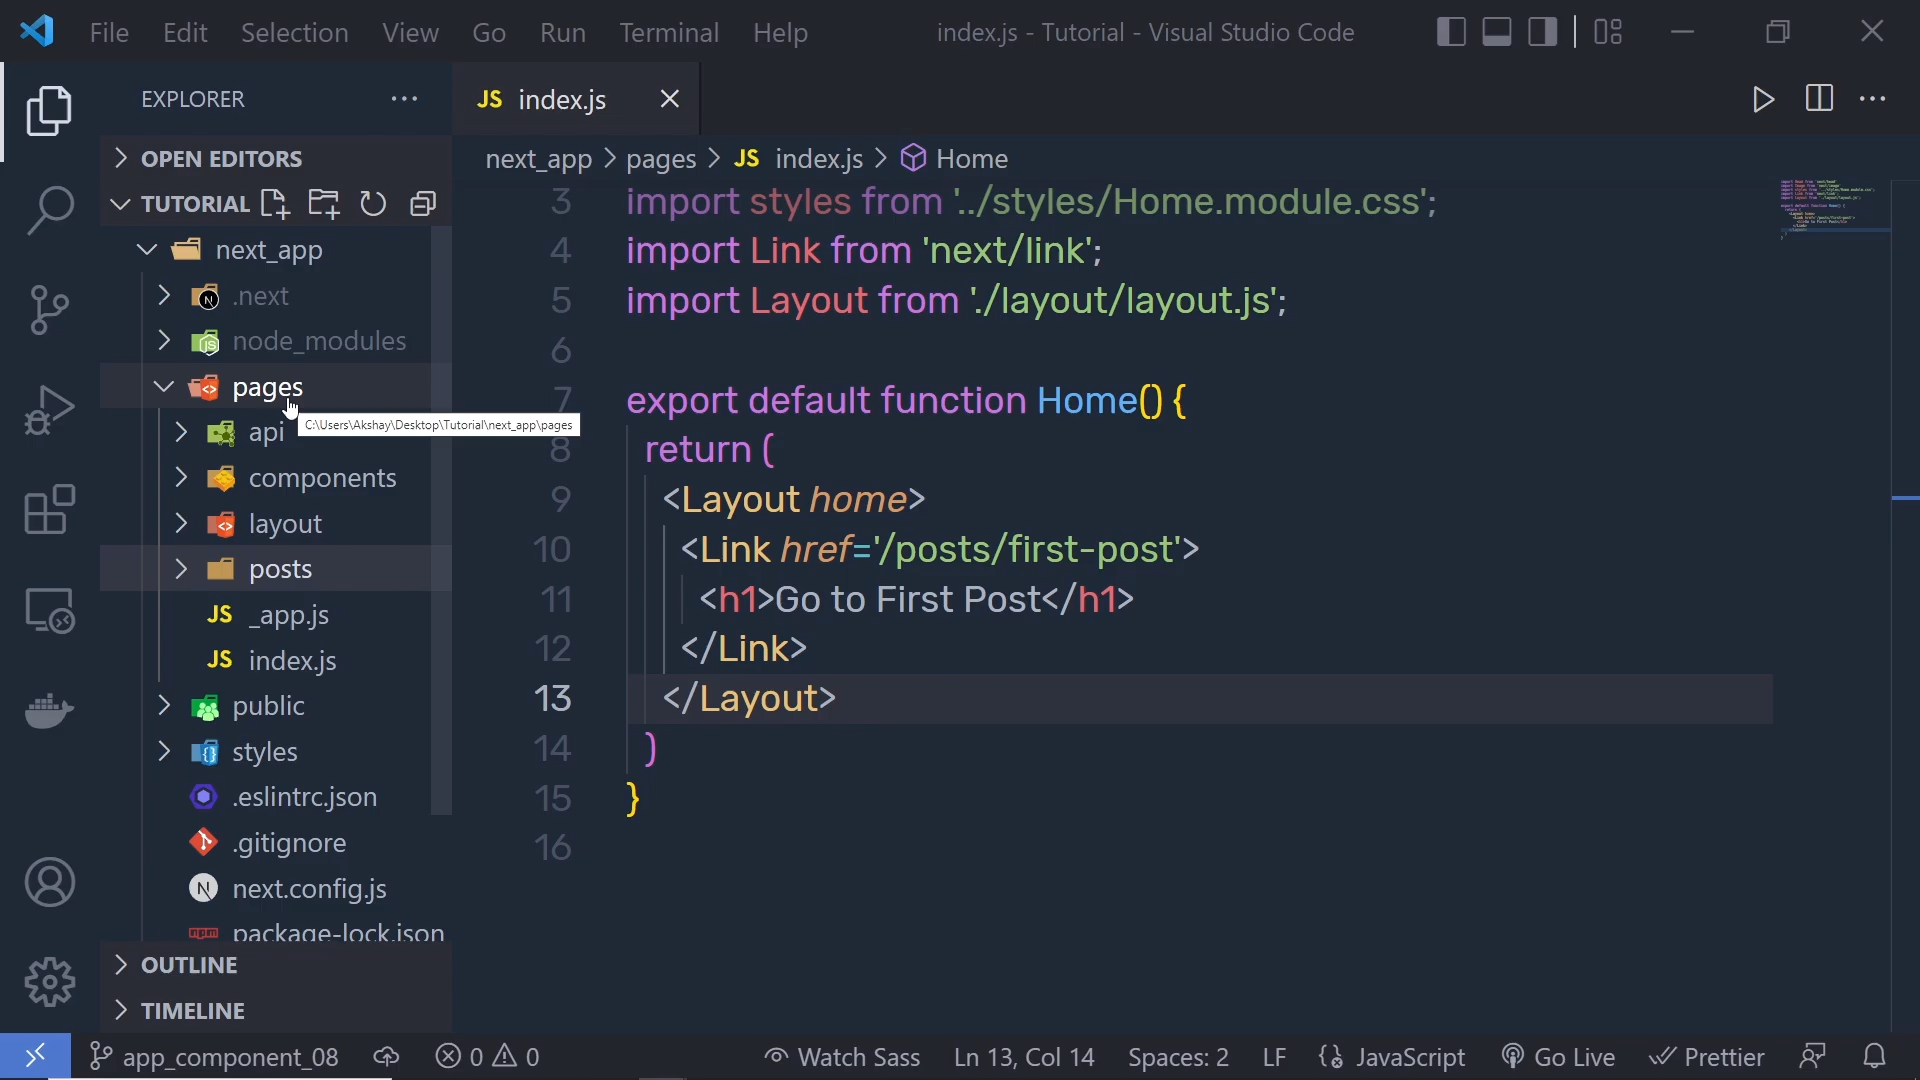 File Edit Selection View Go Run Terminal Help
index.js - Tutorial - Visual Studio Code
EXPLORER
JS index.js
OPEN EDITORS
next_app > pages > JS index.js > Home
TUTORIAL
next_app
.next
node_modules
pages
C:\Users\Akshay\Desktop\Tutorial\next_app\pages
api
components
layout
posts
JS _app.js
JS index.js
public
styles
.eslintrc.json
.gitignore
next.config.js
package-lock.json
OUTLINE
TIMELINE
3 import styles from '../styles/Home.module.css';
4 import Link from 'next/link';
5 import Layout from './layout/layout.js';
6
7 export default function Home() {
8 return (
9 <Layout home>
10 <Link href='/posts/first-post'>
11 <h1>Go to First Post</h1>
12 </Link>
13 </Layout>
14 )
15 }
16
app_component_08 0 0 Watch Sass Ln 13, Col 14 Spaces: 2 LF JavaScript Go Live Prettier